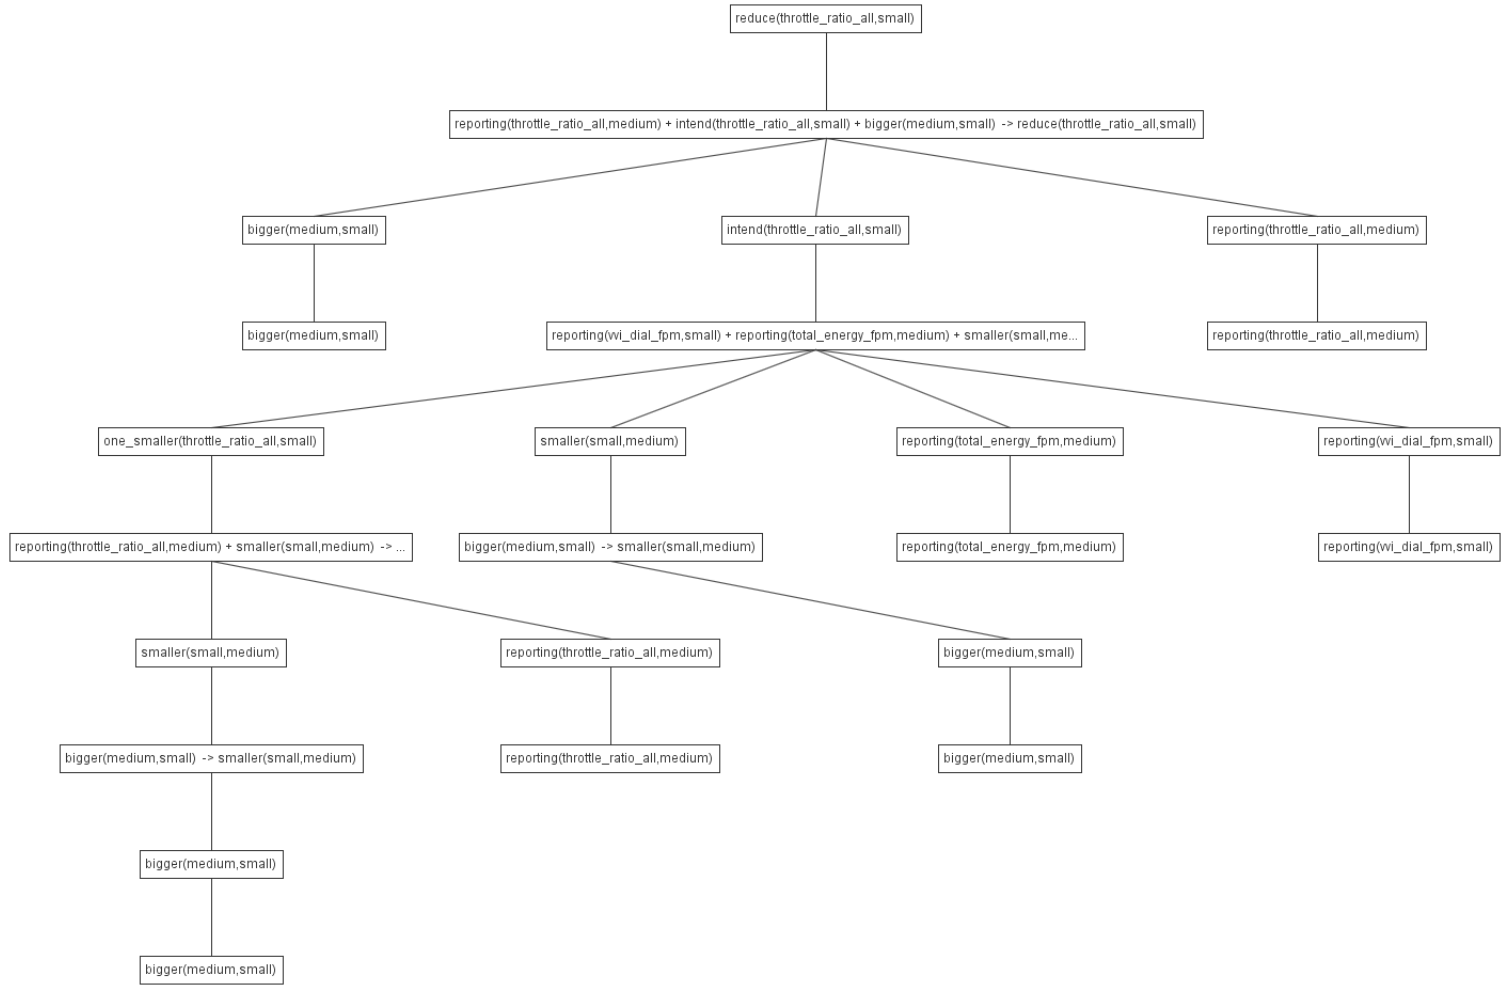 reduce(throttle_ratio_all,small)
reporting(throttle_ratio_all,medium) + intend(throttle_ratio_all,small) + bigger(medium,small) -> reduce(throttle_ratio_all,small)
bigger(medium,small)
intend(throttle_ratio_all,small)
reporting(throttle_ratio_all,medium)
bigger(medium,small)
reporting(vvi_dial_fpm,small) + reporting(total_energy_fpm,medium) + smaller(small,me...
reporting(throttle_ratio_all,medium)
one_smaller(throttle_ratio_all,small)
smaller(small,medium)
reporting(total_energy_fpm,medium)
reporting(vvi_dial_fpm,small)
reporting(throttle_ratio_all,medium) + smaller(small,medium) -> ...
bigger(medium,small) -> smaller(small,medium)
reporting(total_energy_fpm,medium)
reporting(vvi_dial_fpm,small)
smaller(small,medium)
reporting(throttle_ratio_all,medium)
bigger(medium,small)
bigger(medium,small) -> smaller(small,medium)
reporting(throttle_ratio_all,medium)
bigger(medium,small)
bigger(medium,small)
bigger(medium,small)